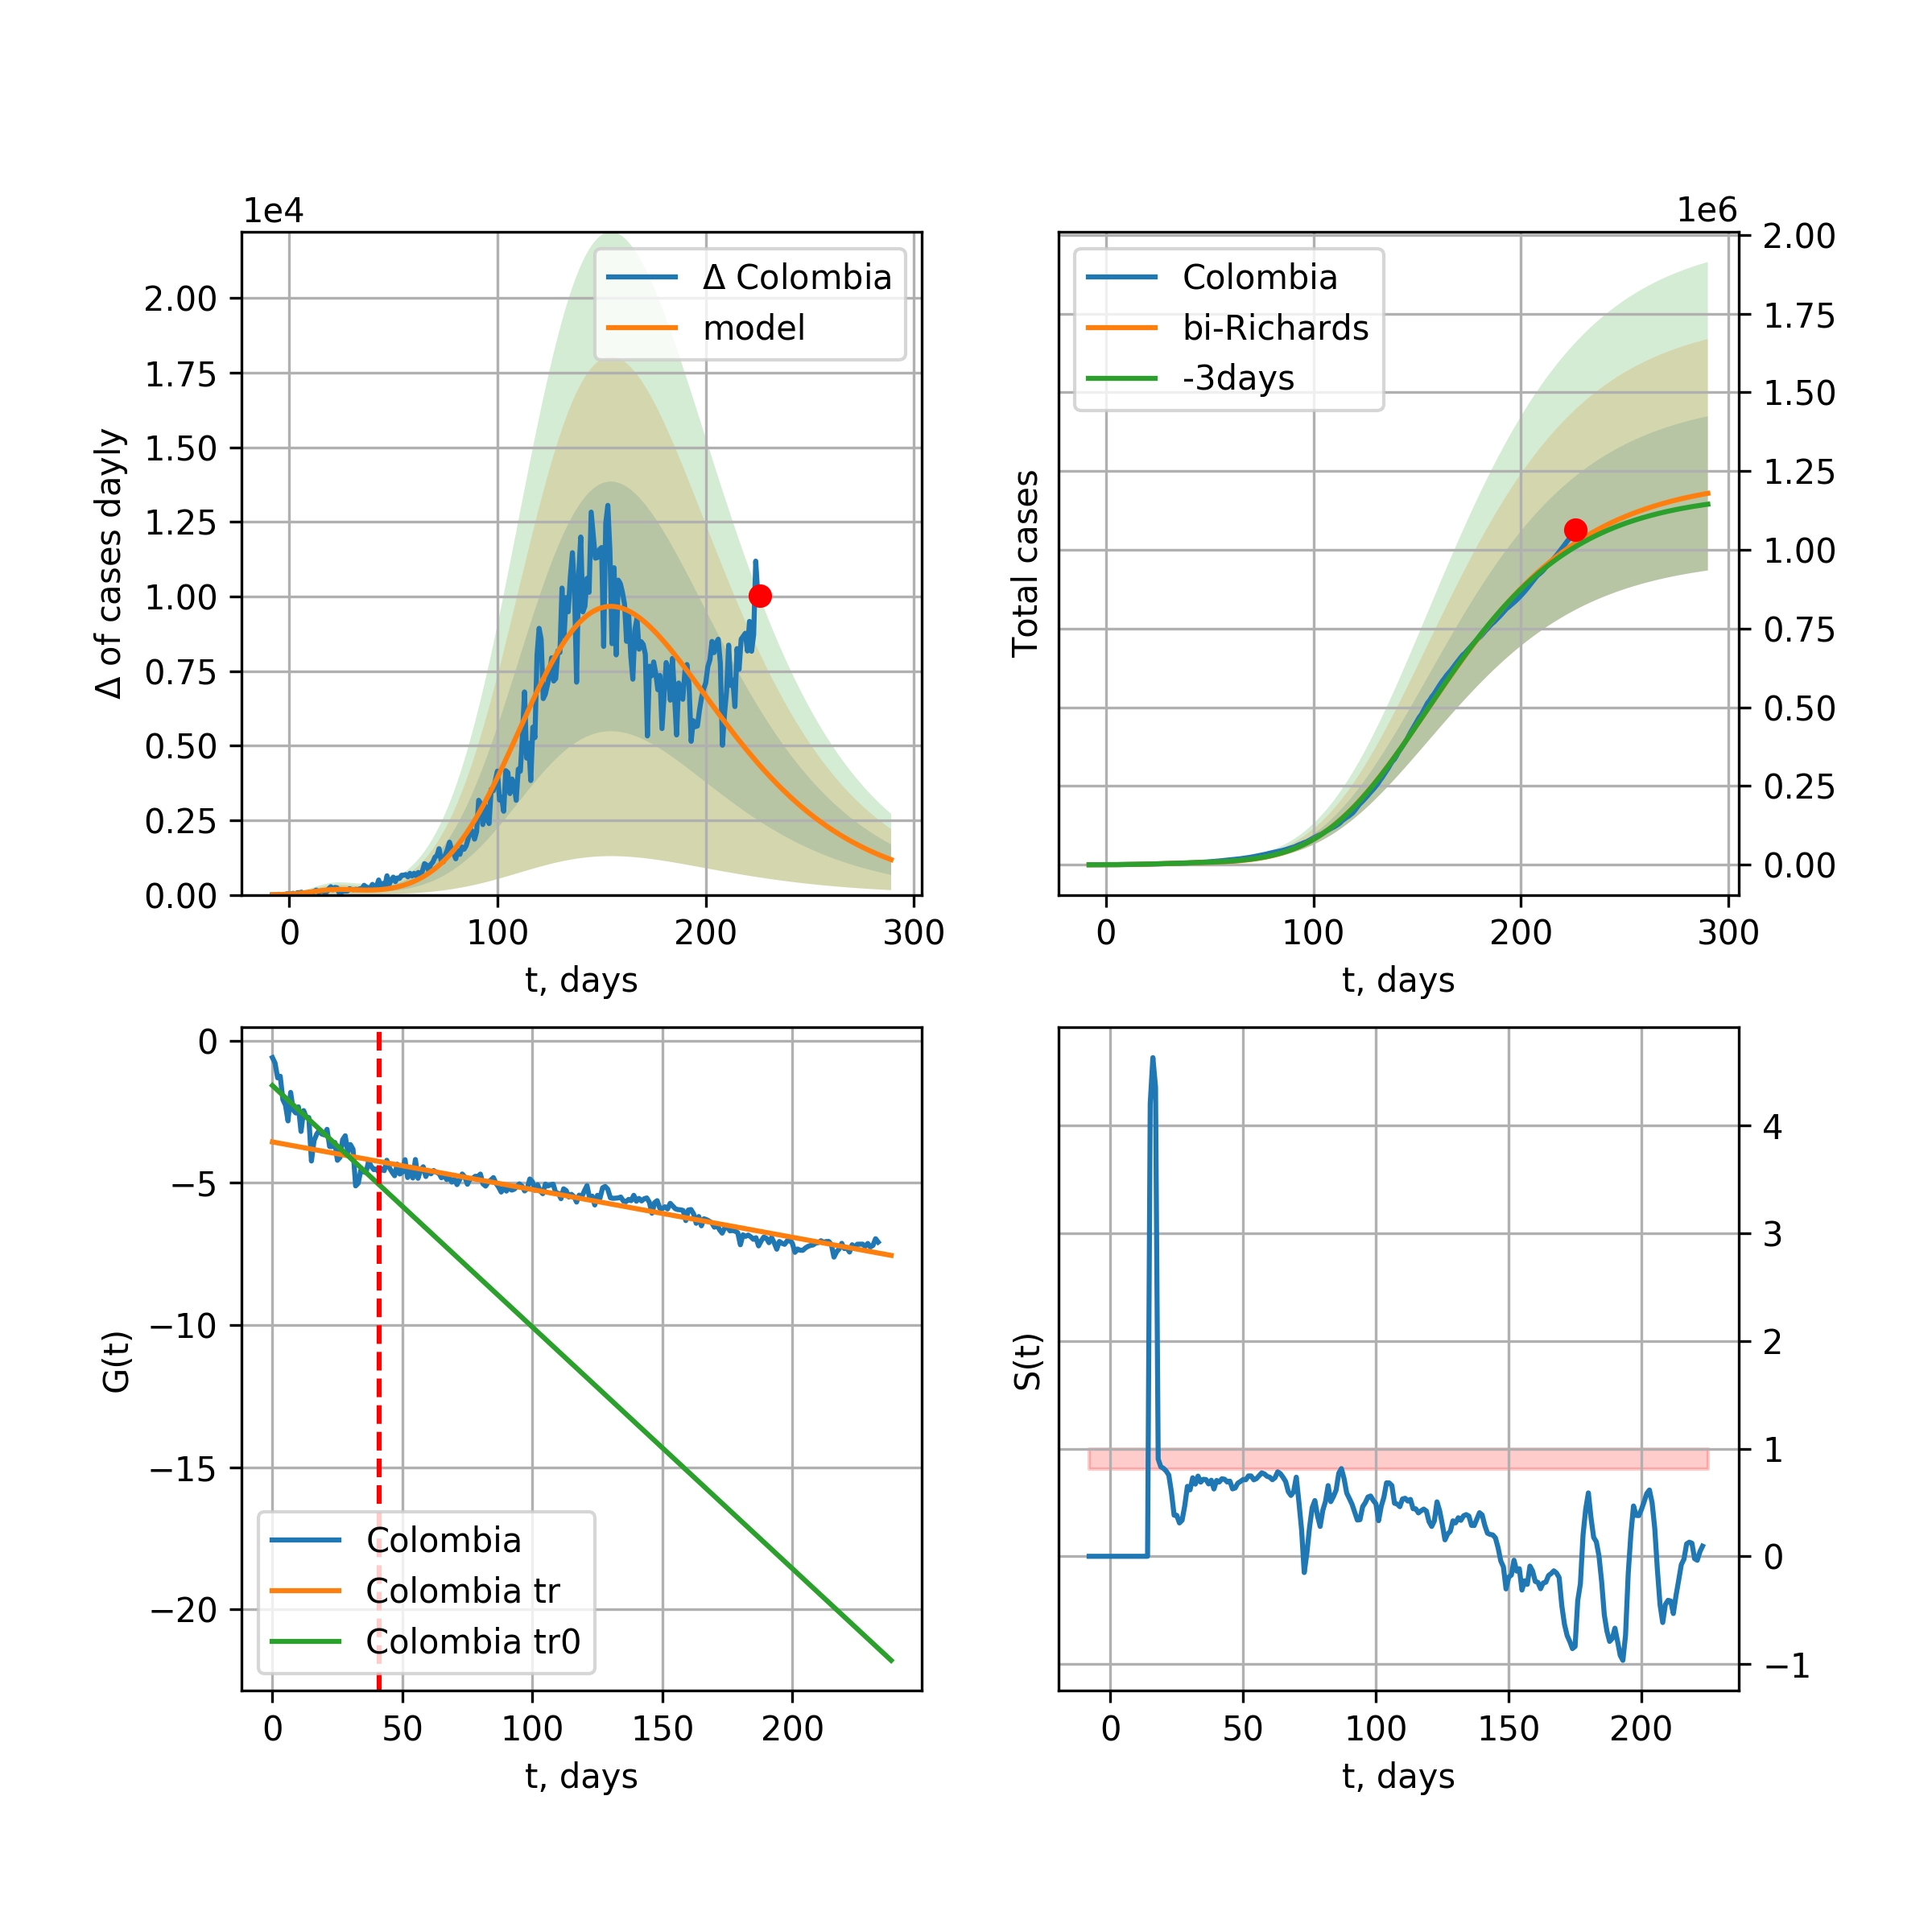 1e4
Δ Colombia
model
2.00
1.75
1.50
1.25
1.00
0.75
0.50
0.25
0.00
Δ of cases dayly
0 100 200 300
t, days
1e6
Colombia
bi-Richards
-3days
2.00
1.75
1.50
1.25
1.00
0.75
0.50
0.25
0.00
Total cases
0 100 200 300
t, days
0
−5
−10
−15
−20
G(t)
Colombia
Colombia tr
Colombia tr0
0 50 100 150 200
t, days
4
3
2
1
0
−1
S(t)
0 50 100 150 200
t, days